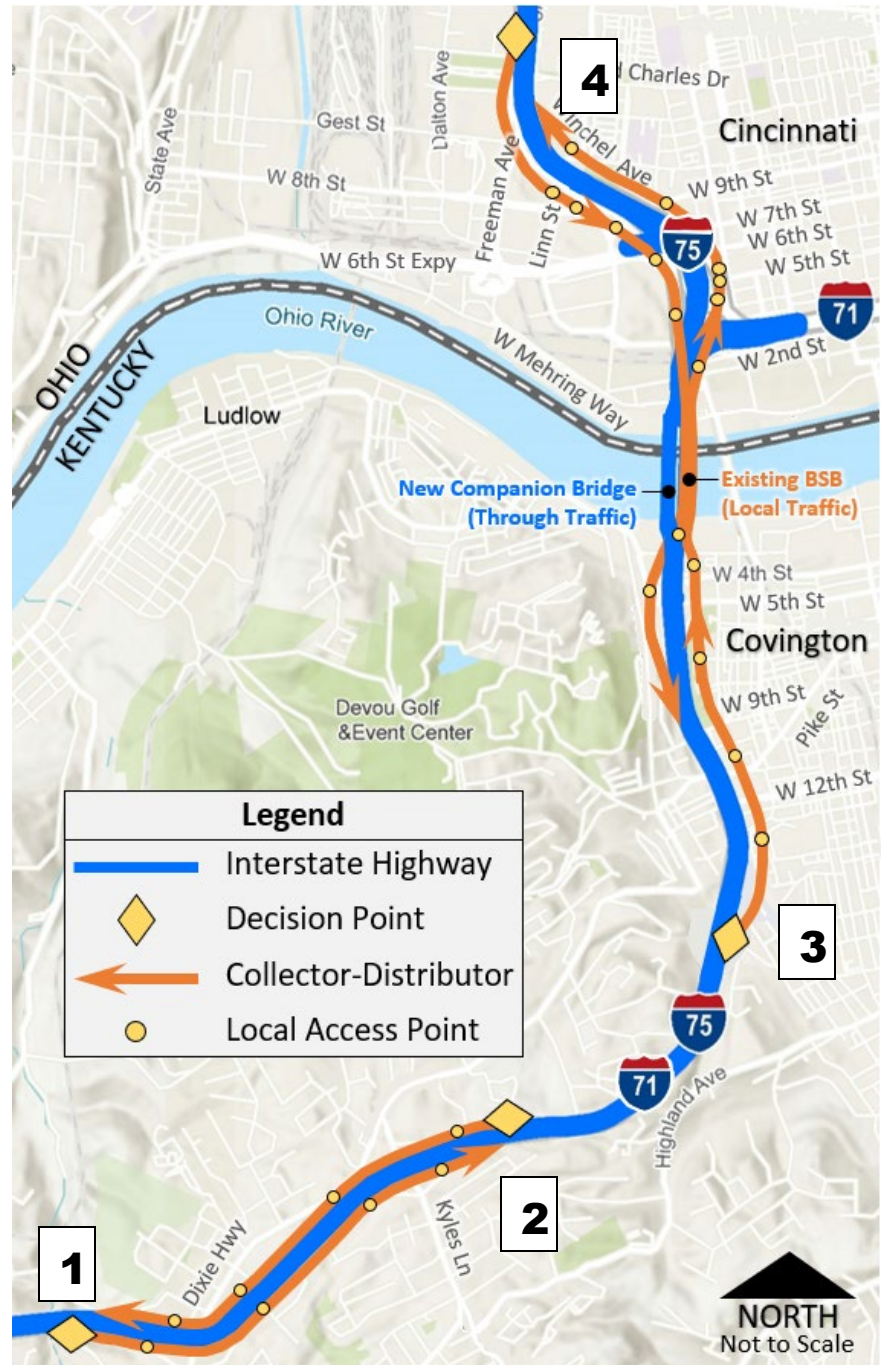 4
d Charles Dr
Dalton Ave
Cincinnati
State Ave
Gest St
Winchel Ave
Freeman Ave
W 8th St
W 9th St
Linn St
W 7th St
W 6th St
75
W 5th St
W 6th St Expy
71
Ohio River
W 2nd St
OHIO
KENTUCKY
W Mehring Way
Ludlow
New Companion Bridge
(Through Traffic)
Existing BSB
(Local Traffic)
W 4th St
W 5th St
Covington
W 9th St
Pike St
Devou Golf
&Event Center
W 12th St
Legend
Interstate Highway
Decision Point
Collector-Distributor
Local Access Point
3
75
71
Highland Ave
2
Kyles Ln
1
Dixie Hwy
NORTH
Not to Scale